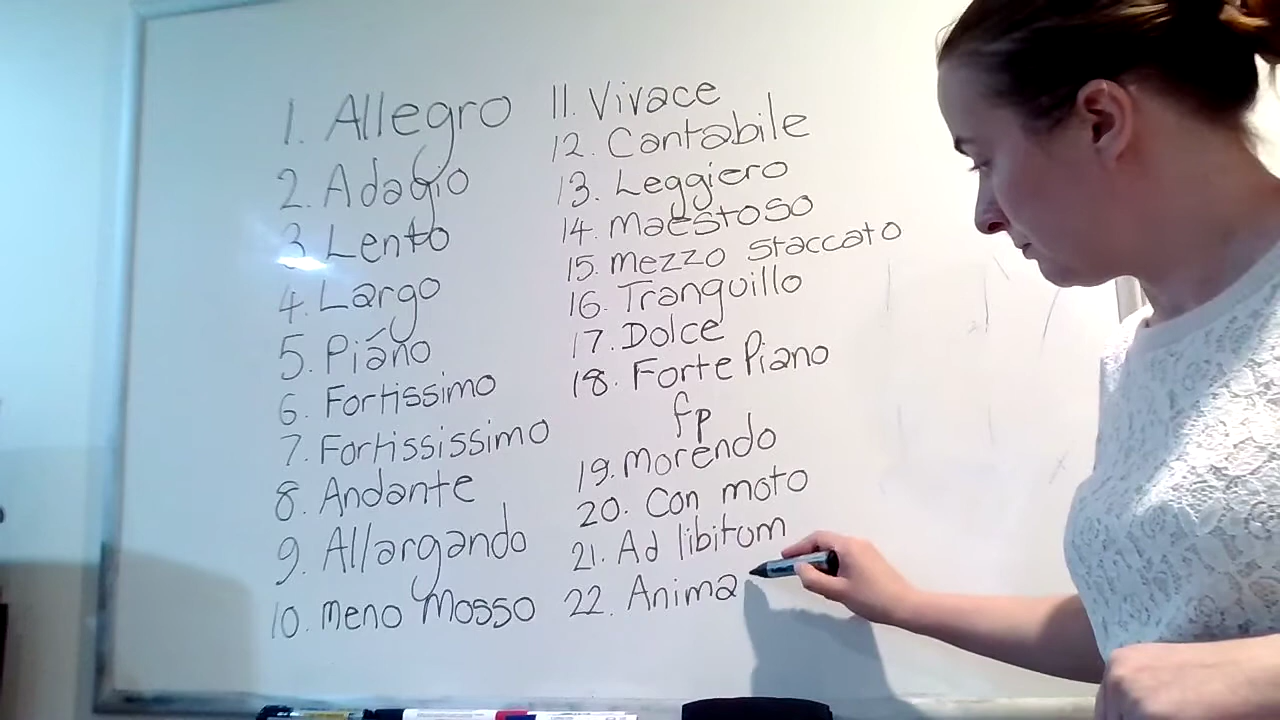 1. Allegro
2. Adagio
3 Lento
4. Largo
5. Piáno
6. Fortissimo
7. Fortississimo
8. Andante
9. Allargando
10. Meno Mosso
11. Vivace
12. Cantabile
13. Leggiero
14. Maestoso
15. Mezzo Staccato
16. Tranquillo
17. Dolce
18. Forte Piano
fp
19. Morendo
20. Con moto
21. Ad libitum
22. Anima